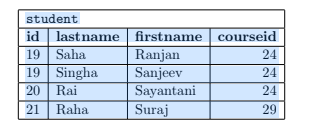 student
id lastname firstname courseid
19 Saha Ranjan 24
19 Singha Sanjeev 24
20 Rai Sayantani 24
21 Raha Suraj 29